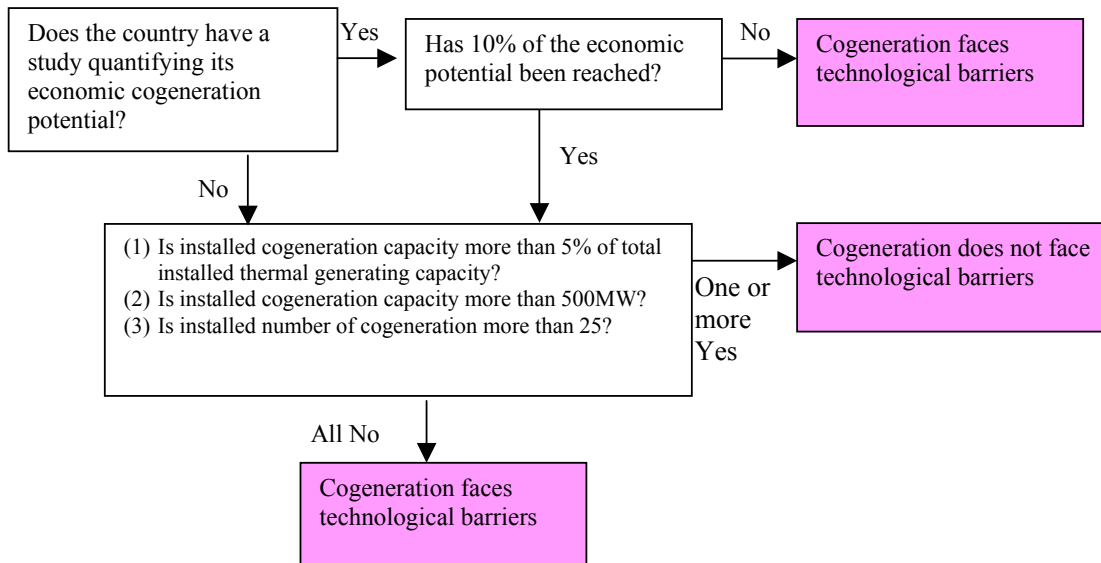 Does the country have a
study quantifying its
economic cogeneration
potential?
Yes
Has 10% of the economic
potential been reached?
No
Cogeneration faces
technological barriers
No
Yes
(1) Is installed cogeneration capacity more than 5% of total
installed thermal generating capacity?
(2) Is installed cogeneration capacity more than 500MW?
(3) Is installed number of cogeneration more than 25?
One or
more
Yes
Cogeneration does not face
technological barriers
All No
Cogeneration faces
technological barriers